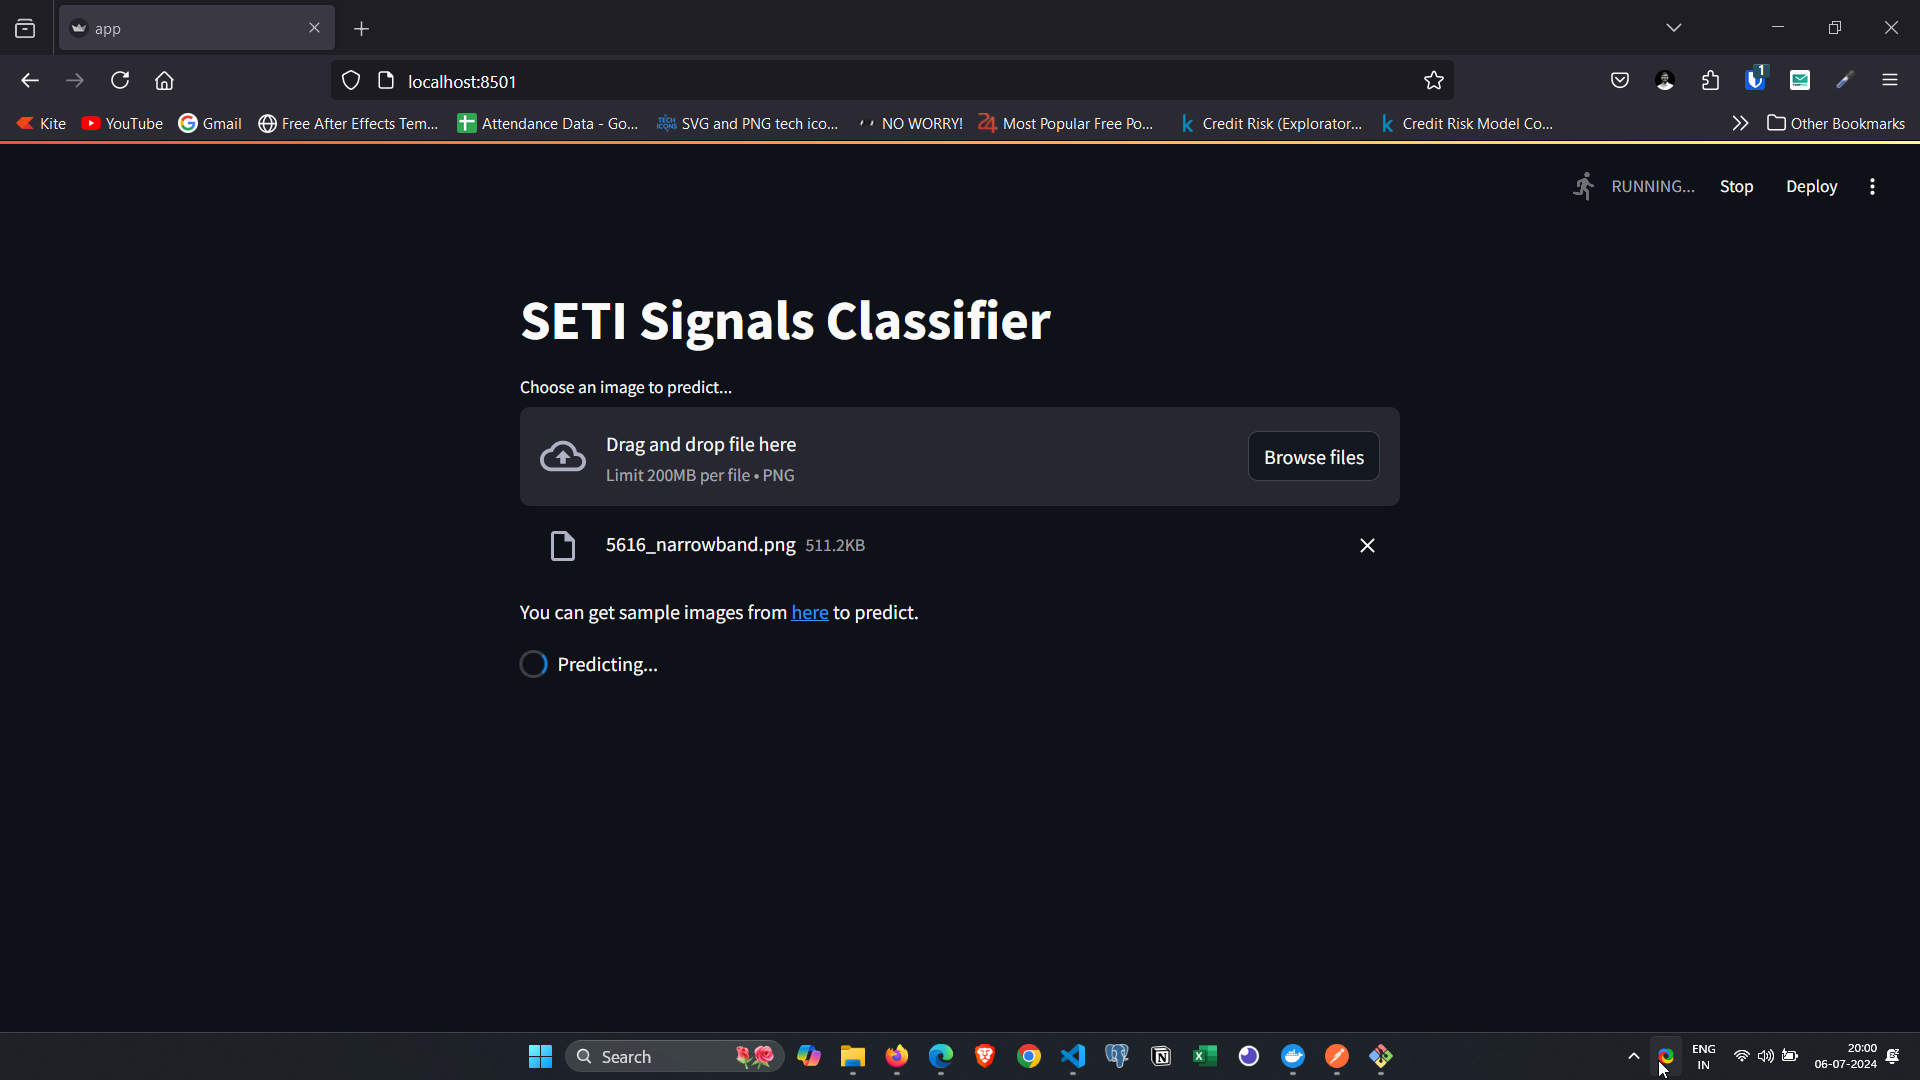 app
localhost:8501
1
Kite YouTube Gmail Free After Effects Tem... Attendance Data - Go... TECH ICONS SVG and PNG tech ico... NO WORRY! 24 Most Popular Free Po... k Credit Risk (Explorator... k Credit Risk Model Co... Other Bookmarks
RUNNING... Stop Deploy
SETI Signals Classifier
Choose an image to predict...
Drag and drop file here
Limit 200MB per file • PNG
Browse files
5616_narrowband.png 511.2KB
You can get sample images from here to predict.
Predicting...
Search
ENG
IN
20:00
06-07-2024